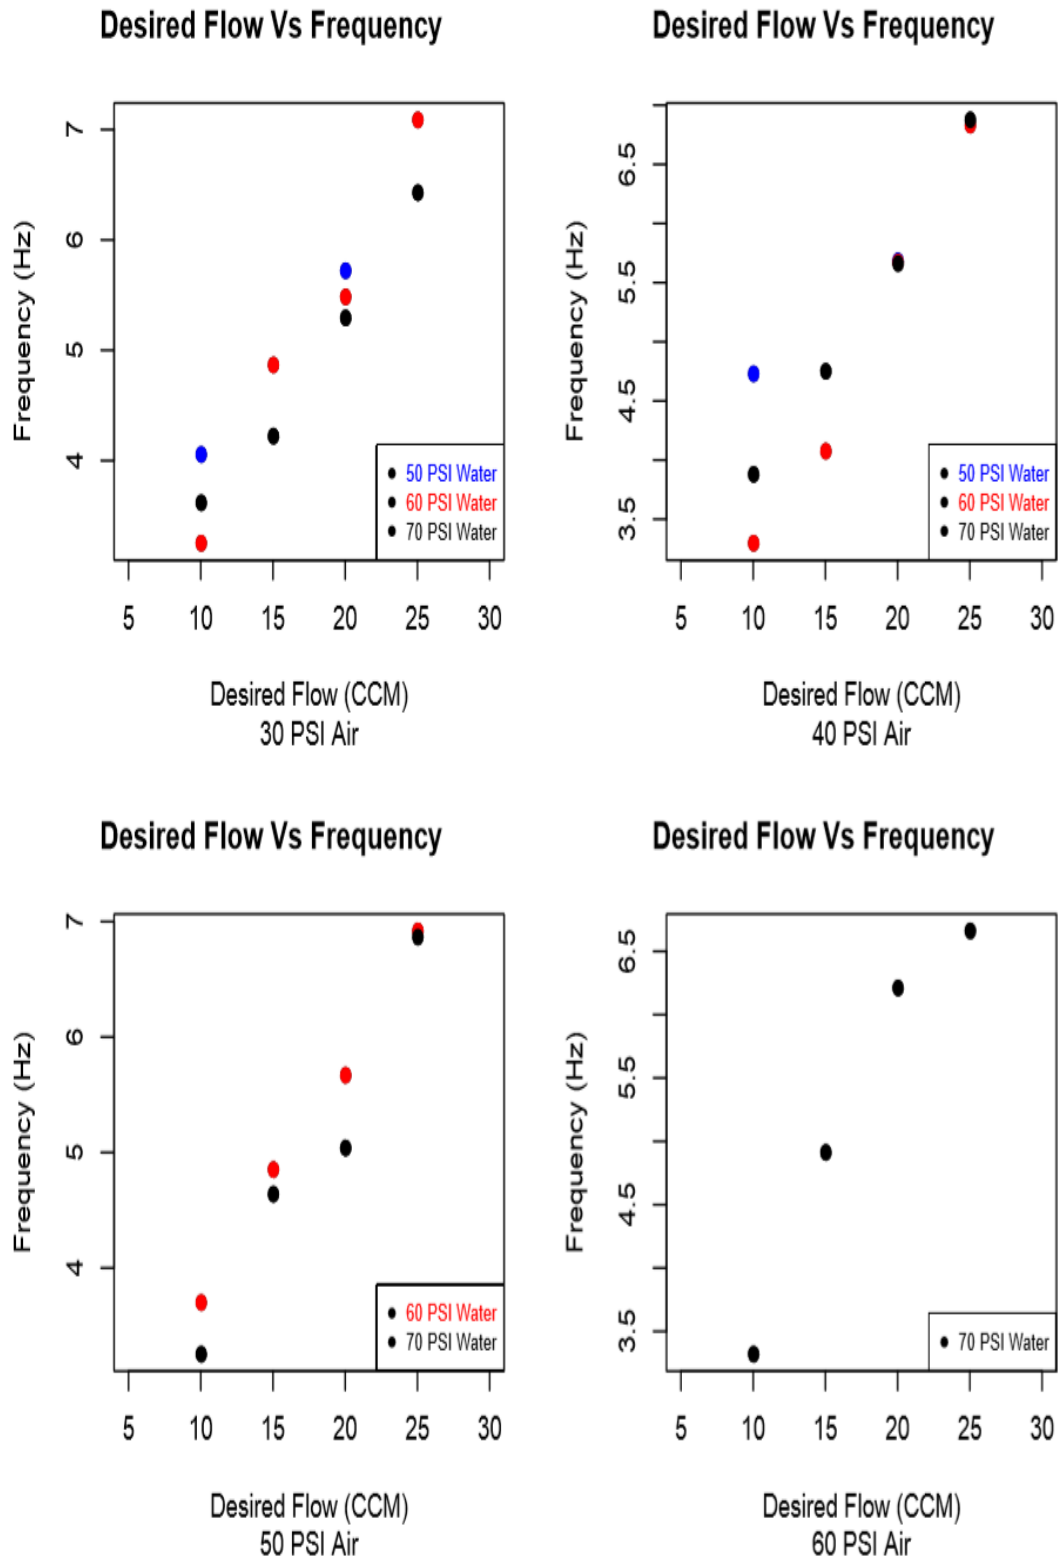 Desired Flow Vs Frequency
Frequency (Hz)
7
6
5
4
50 PSI Water
60 PSI Water
70 PSI Water
5 10 15 20 25 30
Desired Flow (CCM)
30 PSI Air
Desired Flow Vs Frequency
Frequency (Hz)
6.5
5.5
4.5
3.5
50 PSI Water
60 PSI Water
70 PSI Water
5 10 15 20 25 30
Desired Flow (CCM)
40 PSI Air
Desired Flow Vs Frequency
Frequency (Hz)
7
6
5
4
60 PSI Water
70 PSI Water
5 10 15 20 25 30
Desired Flow (CCM)
50 PSI Air
Desired Flow Vs Frequency
Frequency (Hz)
6.5
5.5
4.5
3.5
70 PSI Water
5 10 15 20 25 30
Desired Flow (CCM)
60 PSI Air